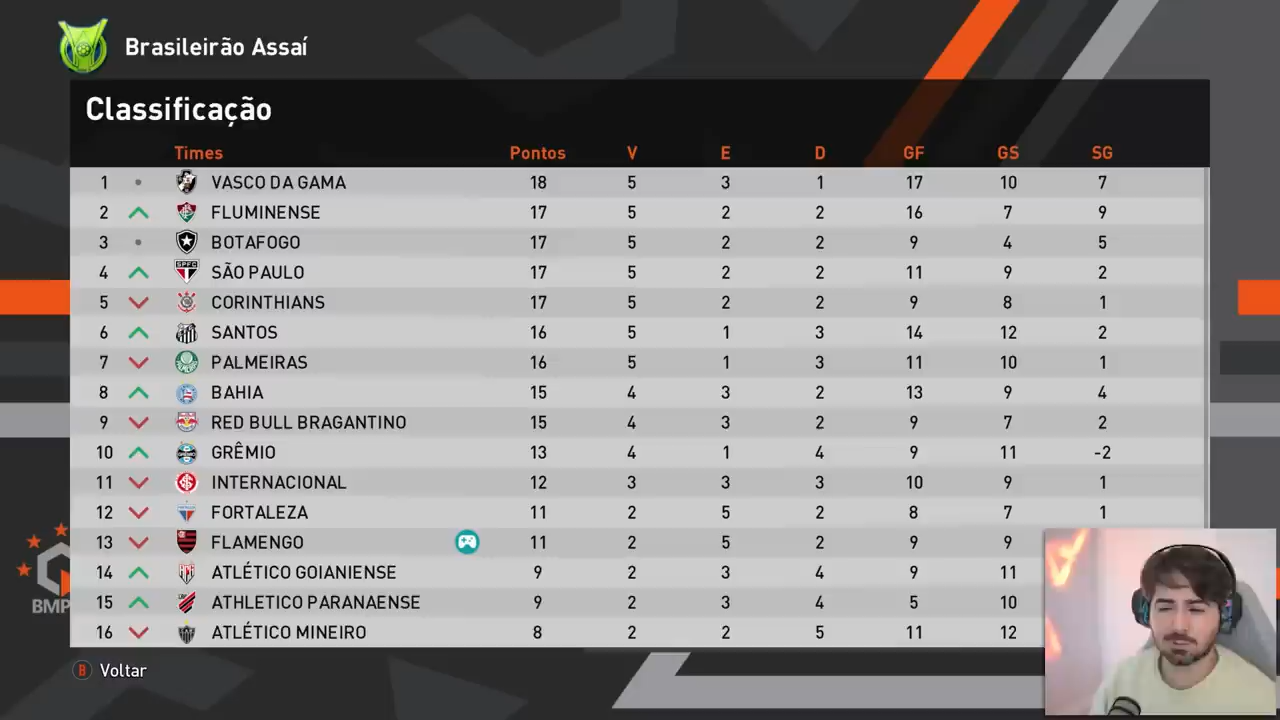 Brasileirão Assaí
Classificação
Times Pontos V E D GF GS SG
1 VASCO DA GAMA 18 5 3 1 17 10 7
2 FLUMINENSE 17 5 2 2 16 7 9
3 BOTAFOGO 17 5 2 2 9 4 5
4 SÃO PAULO 17 5 2 2 11 9 2
5 CORINTHIANS 17 5 2 2 9 8 1
6 SANTOS 16 5 1 3 14 12 2
7 PALMEIRAS 16 5 1 3 11 10 1
8 BAHIA 15 4 3 2 13 9 4
9 RED BULL BRAGANTINO 15 4 3 2 9 7 2
10 GRÊMIO 13 4 1 4 9 11 -2
11 INTERNACIONAL 12 3 3 3 10 9 1
12 FORTALEZA 11 2 5 2 8 7 1
13 FLAMENGO 11 2 5 2 9 9
14 ATLÉTICO GOIANIENSE 9 2 3 4 9 11
15 ATHLETICO PARANAENSE 9 2 3 4 5 10
16 ATLÉTICO MINEIRO 8 2 2 5 11 12
BMP
B Voltar